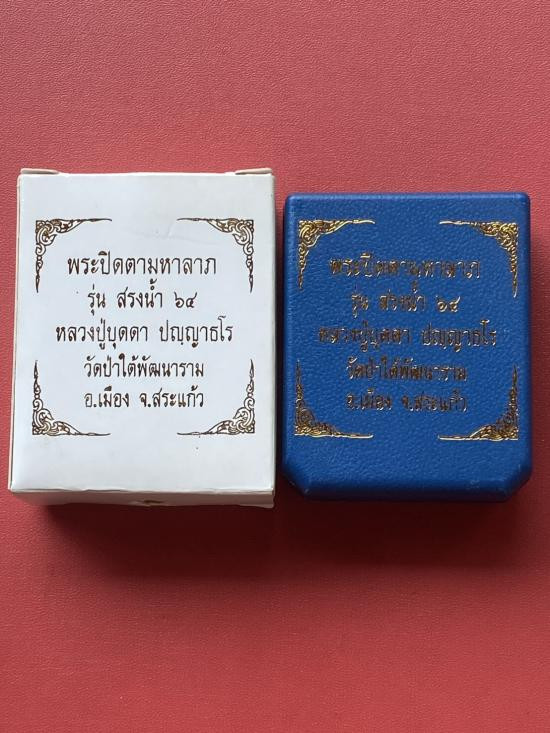 พระปิดตามหาลาภ
รุ่น สรงน้ำ ๖๔
หลวงปู่บุดดา ปญฺญาธโร
วัดป่าใต้พัฒนาราม
อ.เมือง จ.สระแก้ว
พระปิดตามหาลาภ
รุ่น สรงน้ำ ๖๔
หลวงปู่บุดดา ปญฺญาธโร
วัดป่าใต้พัฒนาราม
อ.เมือง จ.สระแก้ว